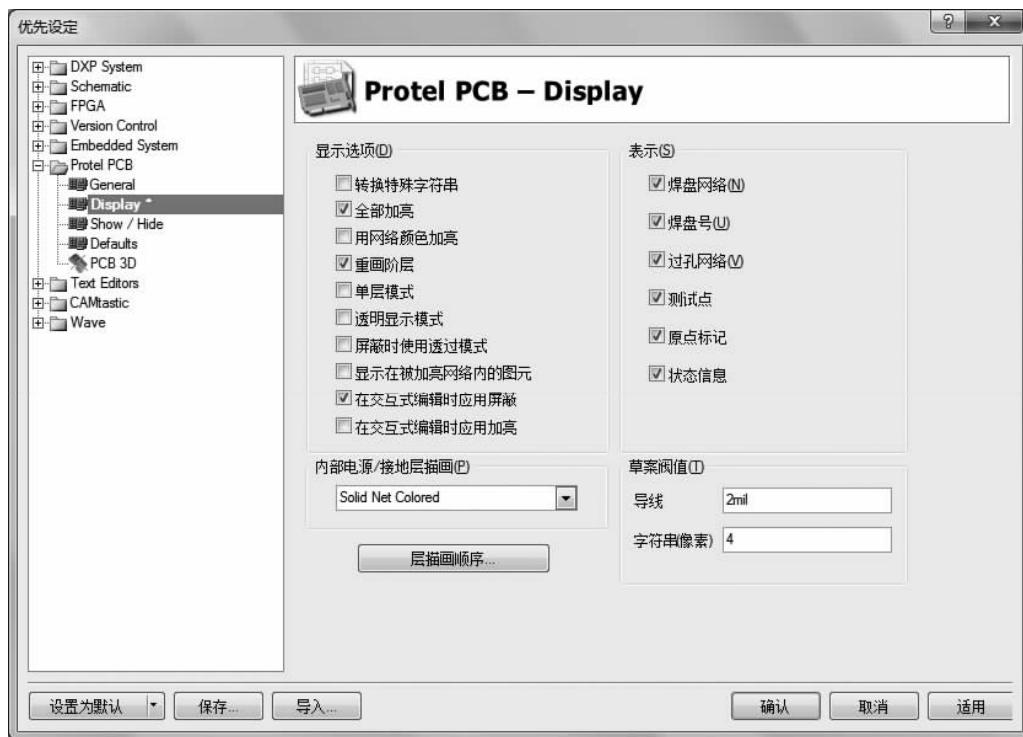 优先设定
DXP System
Schematic
FPGA
Version Control
Embedded System
Protel PCB
General
Display *
Show / Hide
Defaults
PCB 3D
Text Editors
CAMtastic
Wave
Protel PCB – Display
显示选项(D)
转换特殊字符串
全部加亮
用网络颜色加亮
重画阶层
单层模式
透明显示模式
屏蔽时使用透过模式
显示在被加亮网络内的图元
在交互式编辑时应用屏蔽
在交互式编辑时应用加亮
表示(S)
焊盘网络(N)
焊盘号(U)
过孔网络(V)
测试点
原点标记
状态信息
内部电源/接地层描画(P)
Solid Net Colored
层描画顺序...
草案阀值(T)
导线 2mil
字符串(像素) 4
设置为默认 保存... 导入... 确认 取消 适用